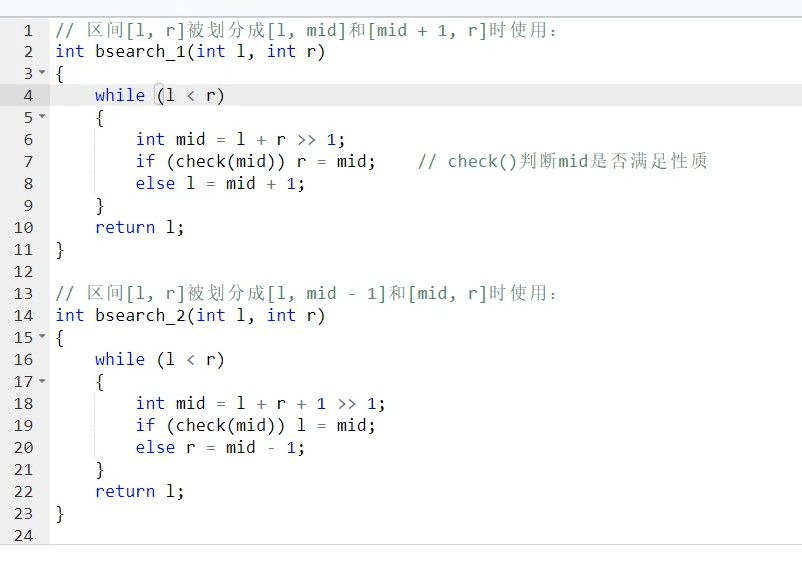 1 // 区间[l, r]被划分成[l, mid]和[mid + 1, r]时使用:
2 int bsearch_1(int l, int r)
3 {
4     while (l < r)
5     {
6         int mid = l + r >> 1;
7         if (check(mid)) r = mid;    // check()判断mid是否满足性质
8         else l = mid + 1;
9     }
10     return l;
11 }
12
13 // 区间[l, r]被划分成[l, mid - 1]和[mid, r]时使用:
14 int bsearch_2(int l, int r)
15 {
16     while (l < r)
17     {
18         int mid = l + r + 1 >> 1;
19         if (check(mid)) l = mid;
20         else r = mid - 1;
21     }
22     return l;
23 }
24